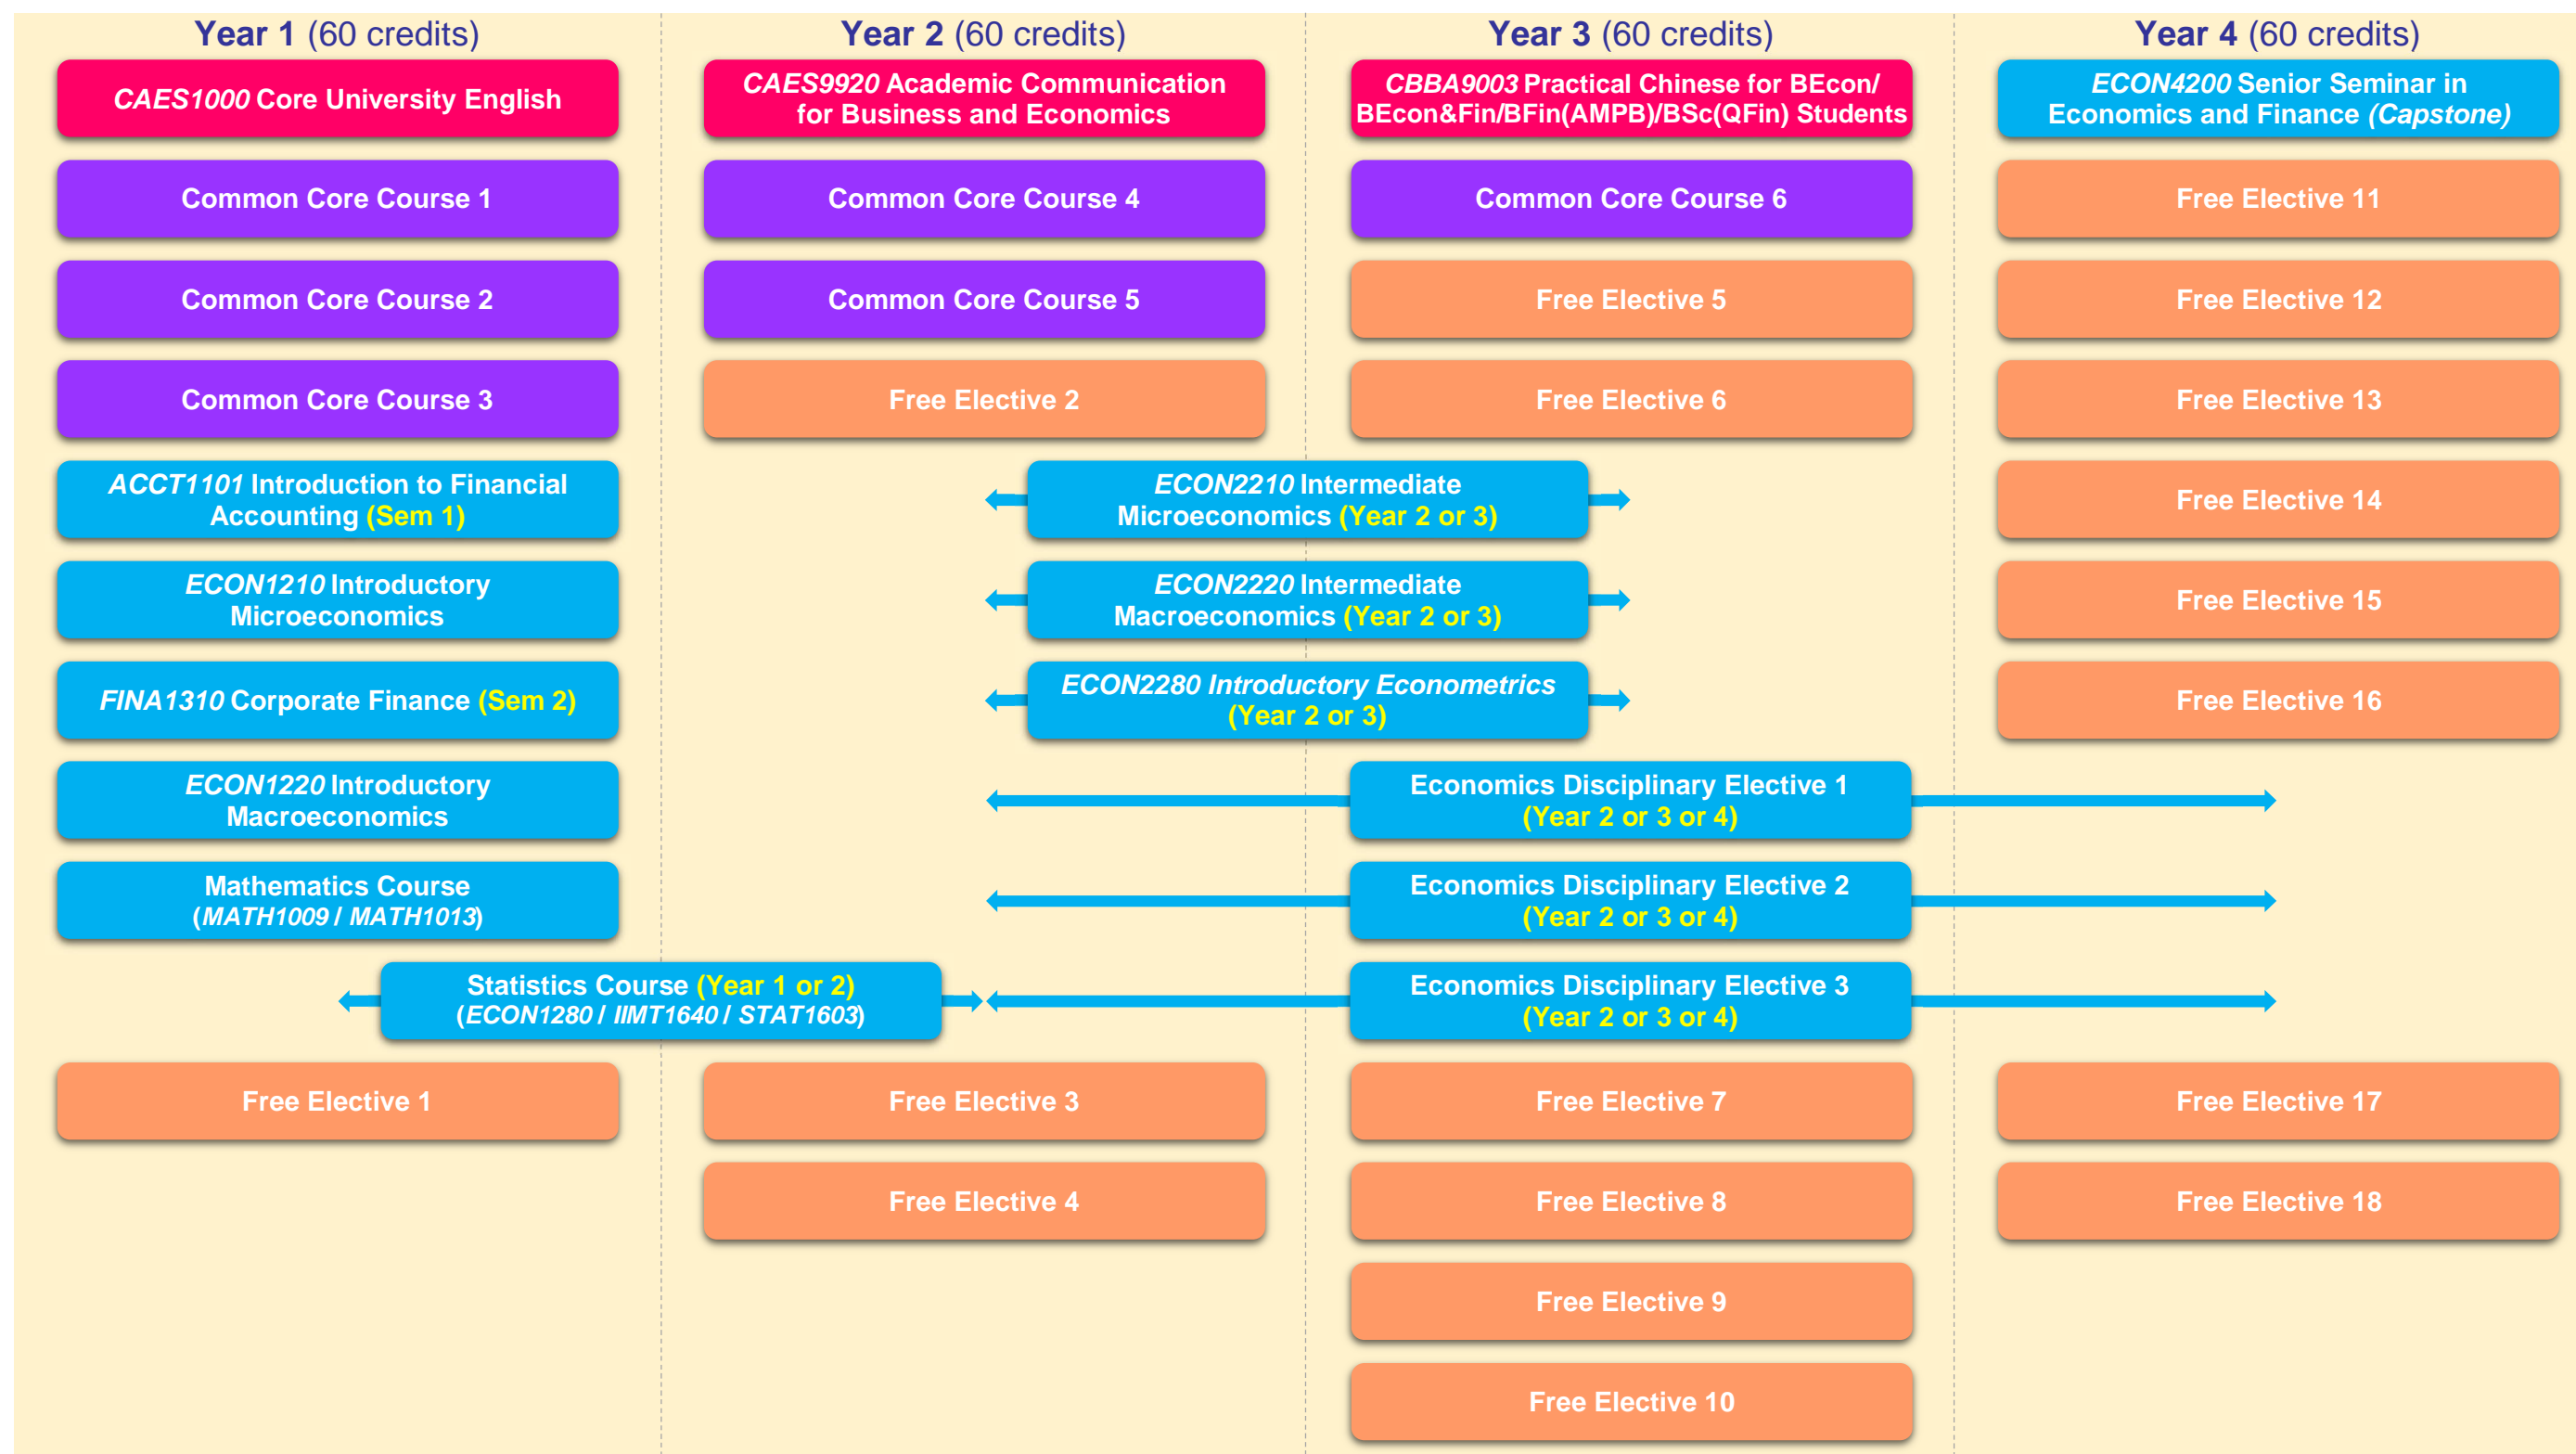 Year 1 (60 credits)
CAES1000 Core University English
Common Core Course 1
Common Core Course 2
Common Core Course 3
ACCT1101 Introduction to Financial
Accounting (Sem 1)
ECON1210 Introductory
Microeconomics
FINA1310 Corporate Finance (Sem 2)
ECON1220 Introductory
Macroeconomics
Mathematics Course
(MATH1009 / MATH1013)
Statistics Course (Year 1 or 2)
(ECON1280 / IIMT1640 / STAT1603)
Free Elective 1
Year 2 (60 credits)
CAES9920 Academic Communication
for Business and Economics
Common Core Course 4
Common Core Course 5
Free Elective 2
ECON2210 Intermediate
Microeconomics (Year 2 or 3)
ECON2220 Intermediate
Macroeconomics (Year 2 or 3)
ECON2280 Introductory Econometrics
(Year 2 or 3)
Free Elective 3
Free Elective 4
Year 3 (60 credits)
CBBA9003 Practical Chinese for BEcon/
BEcon&Fin/BFin(AMPB)/BSc(QFin) Students
Common Core Course 6
Free Elective 5
Free Elective 6
Economics Disciplinary Elective 1
(Year 2 or 3 or 4)
Economics Disciplinary Elective 2
(Year 2 or 3 or 4)
Economics Disciplinary Elective 3
(Year 2 or 3 or 4)
Free Elective 7
Free Elective 8
Free Elective 9
Free Elective 10
Year 4 (60 credits)
ECON4200 Senior Seminar in
Economics and Finance (Capstone)
Free Elective 11
Free Elective 12
Free Elective 13
Free Elective 14
Free Elective 15
Free Elective 16
Free Elective 17
Free Elective 18